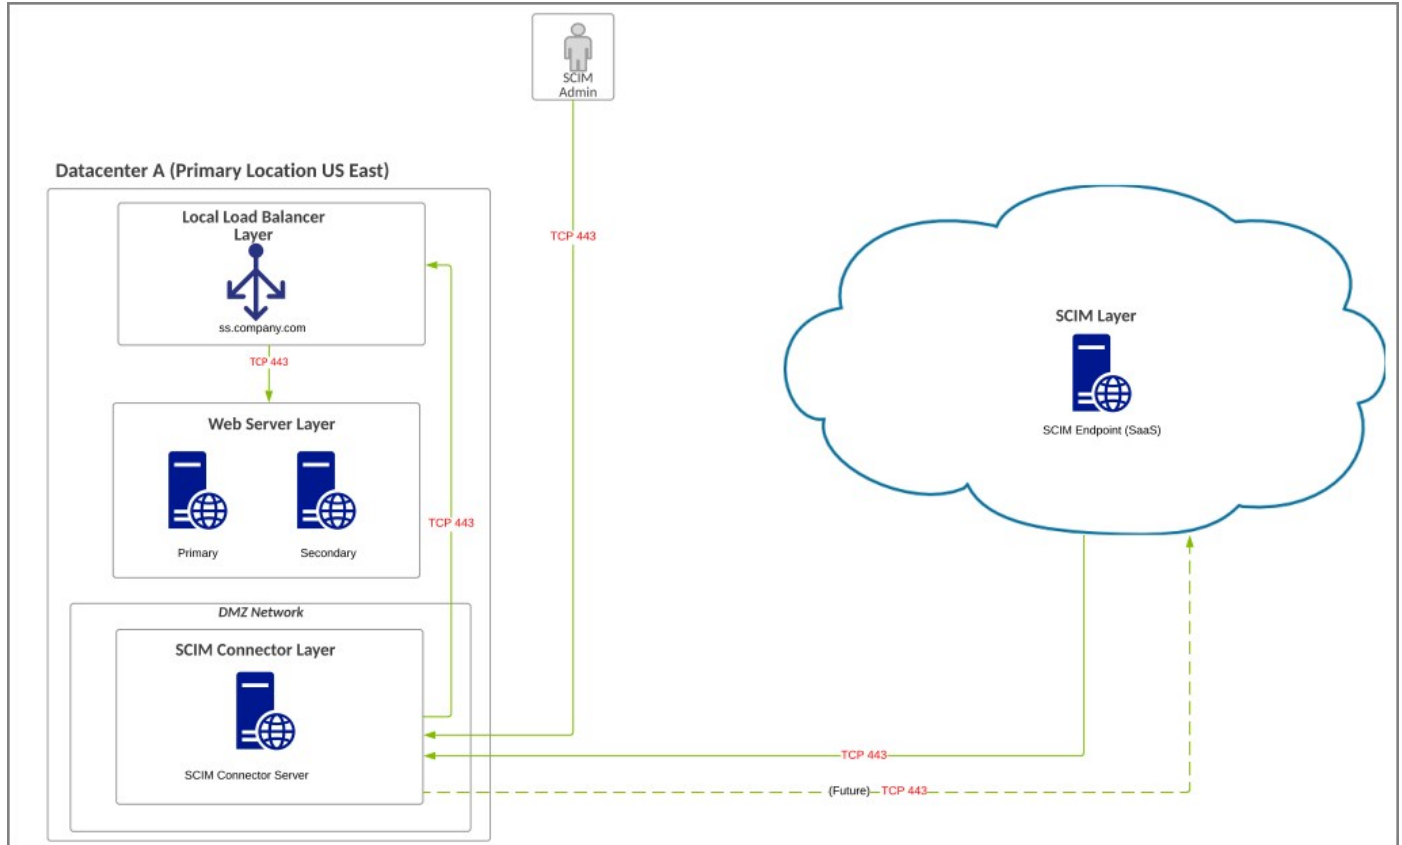 SCIM
Admin
Datacenter A (Primary Location US East)
Local Load Balancer
Layer
ss.company.com
TCP 443
TCP 443
Web Server Layer
Primary
Secondary
TCP 443
DMZ Network
SCIM Connector Layer
SCIM Connector Server
SCIM Layer
SCIM Endpoint (SaaS)
TCP 443
(Future) TCP 443